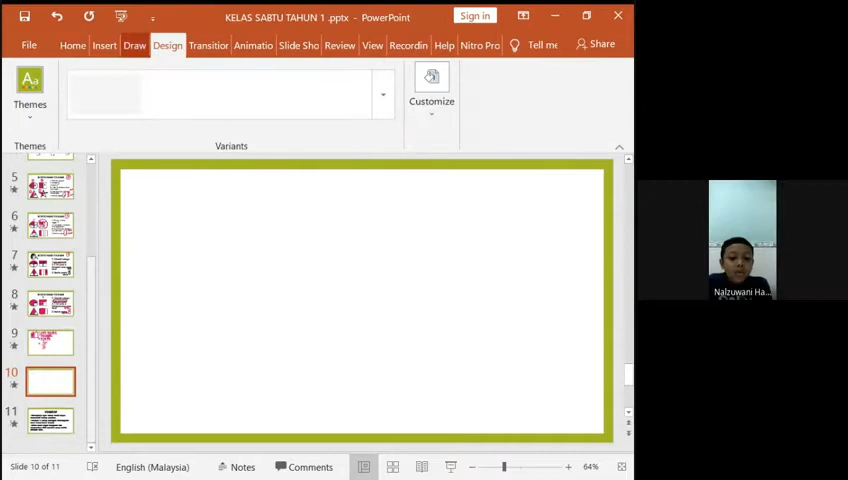 KELAS SABTU TAHUN 1 .pptx - PowerPoint
Sign in
File Home Insert Draw Design Transition Animatio Slide Sho Review View Recordin Help Nitro Pro Tell me Share
Aa
Themes
Customize
Themes
Variants
5
6
7
8
9
10
11
Nalzuwani Ha...
Slide 10 of 11
English (Malaysia)
Notes
Comments
64%